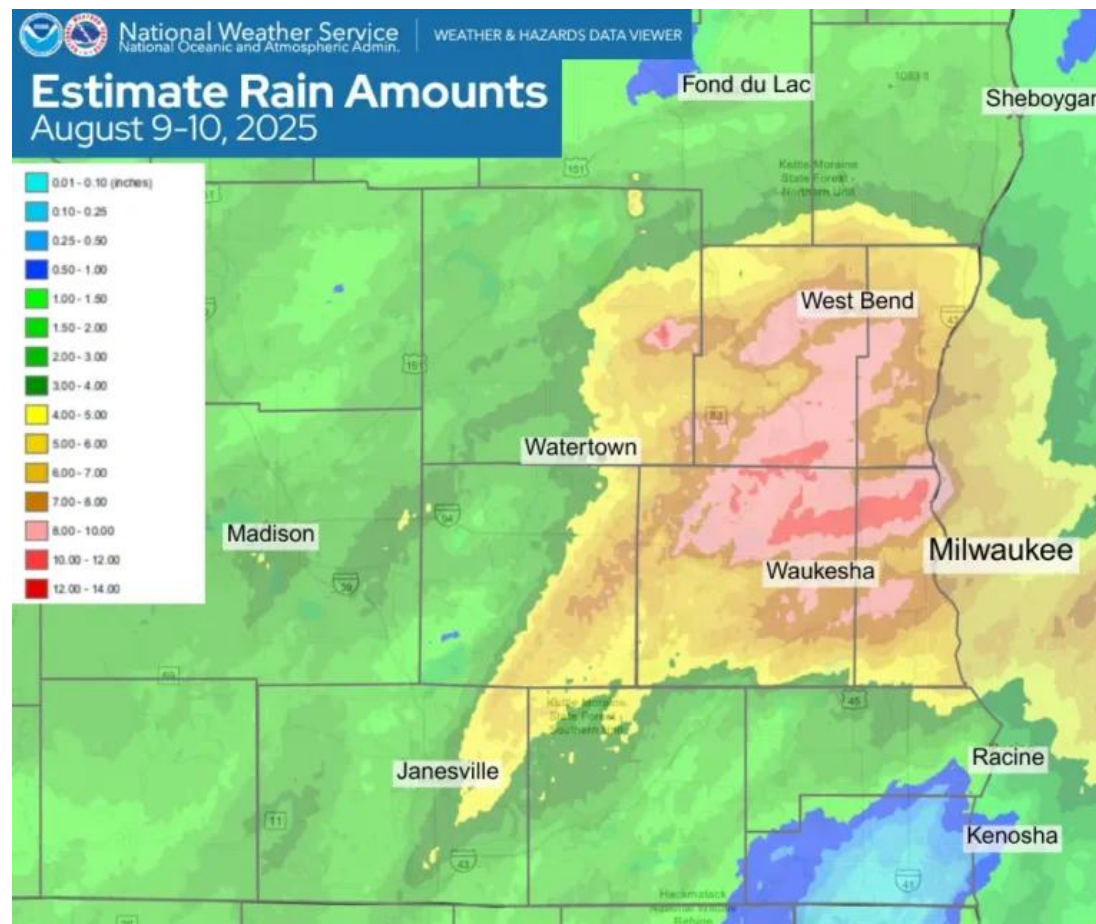 National Weather Service
National Oceanic and Atmospheric Admin.
WEATHER & HAZARDS DATA VIEWER
Estimate Rain Amounts
August 9-10, 2025
0.01 - 0.10 (inches)
0.10 - 0.25
0.25 - 0.50
0.50 - 1.00
1.00 - 1.50
1.50 - 2.00
2.00 - 3.00
3.00 - 4.00
4.00 - 5.00
5.00 - 6.00
6.00 - 7.00
7.00 - 8.00
8.00 - 10.00
10.00 - 12.00
12.00 - 14.00
Fond du Lac
Sheboygan
Kettle Moraine
State Forest -
Northern Unit
151
West Bend
43
151
83
Watertown
94
Madison
39
Milwaukee
Waukesha
69
Kettle Moraine
State Forest -
Southern Unit
45
Janesville
Racine
11
43
Kenosha
41
Hackmatack
National Wildlife
Refuge